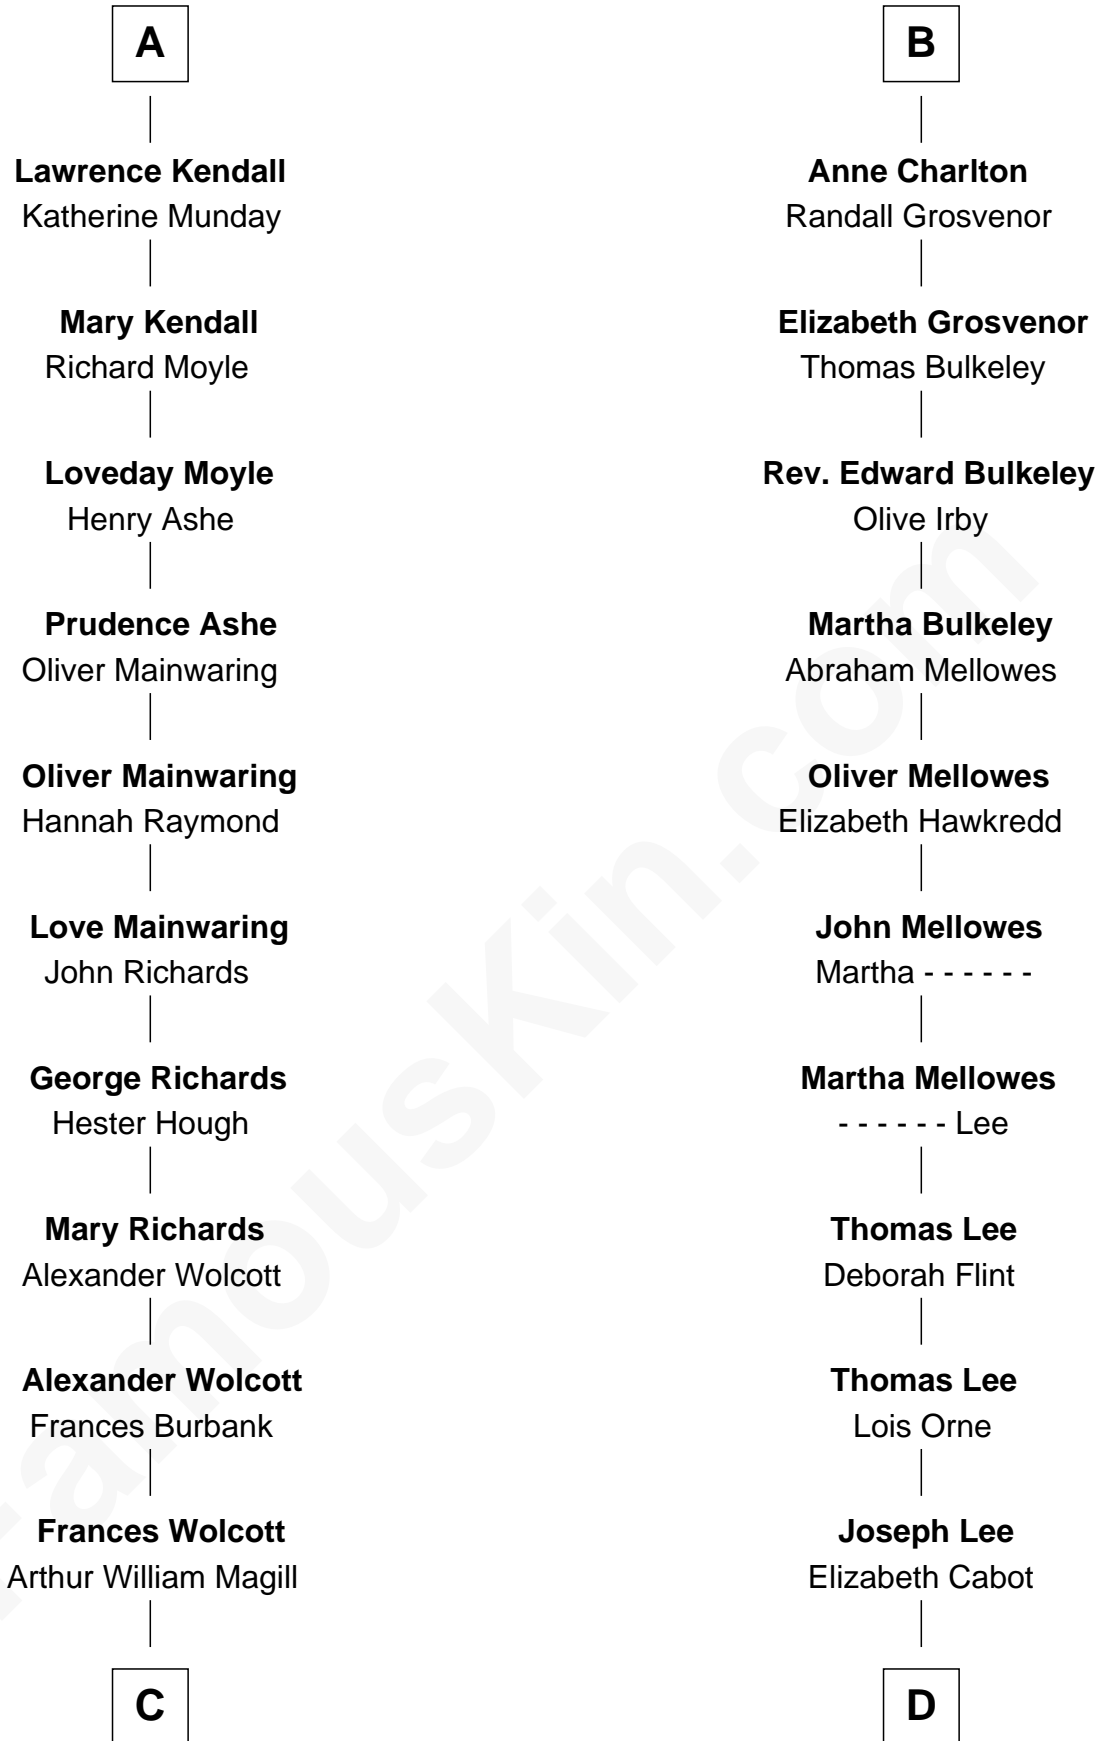 A
Lawrence Kendall
Katherine Munday
Mary Kendall
Richard Moyle
Loveday Moyle
Henry Ashe
Prudence Ashe
Oliver Mainwaring
Oliver Mainwaring
Hannah Raymond
Love Mainwaring
John Richards
George Richards
Hester Hough
Mary Richards
Alexander Wolcott
Alexander Wolcott
Frances Burbank
Frances Wolcott
Arthur William Magill
C
B
Anne Charlton
Randall Grosvenor
Elizabeth Grosvenor
Thomas Bulkeley
Rev. Edward Bulkeley
Olive Irby
Martha Bulkeley
Abraham Mellowes
Oliver Mellowes
Elizabeth Hawkredd
John Mellowes
Martha - - - - - -
Martha Mellowes
- - - - - - Lee
Thomas Lee
Deborah Flint
Thomas Lee
Lois Orne
Joseph Lee
Elizabeth Cabot
D
FamousKin.com